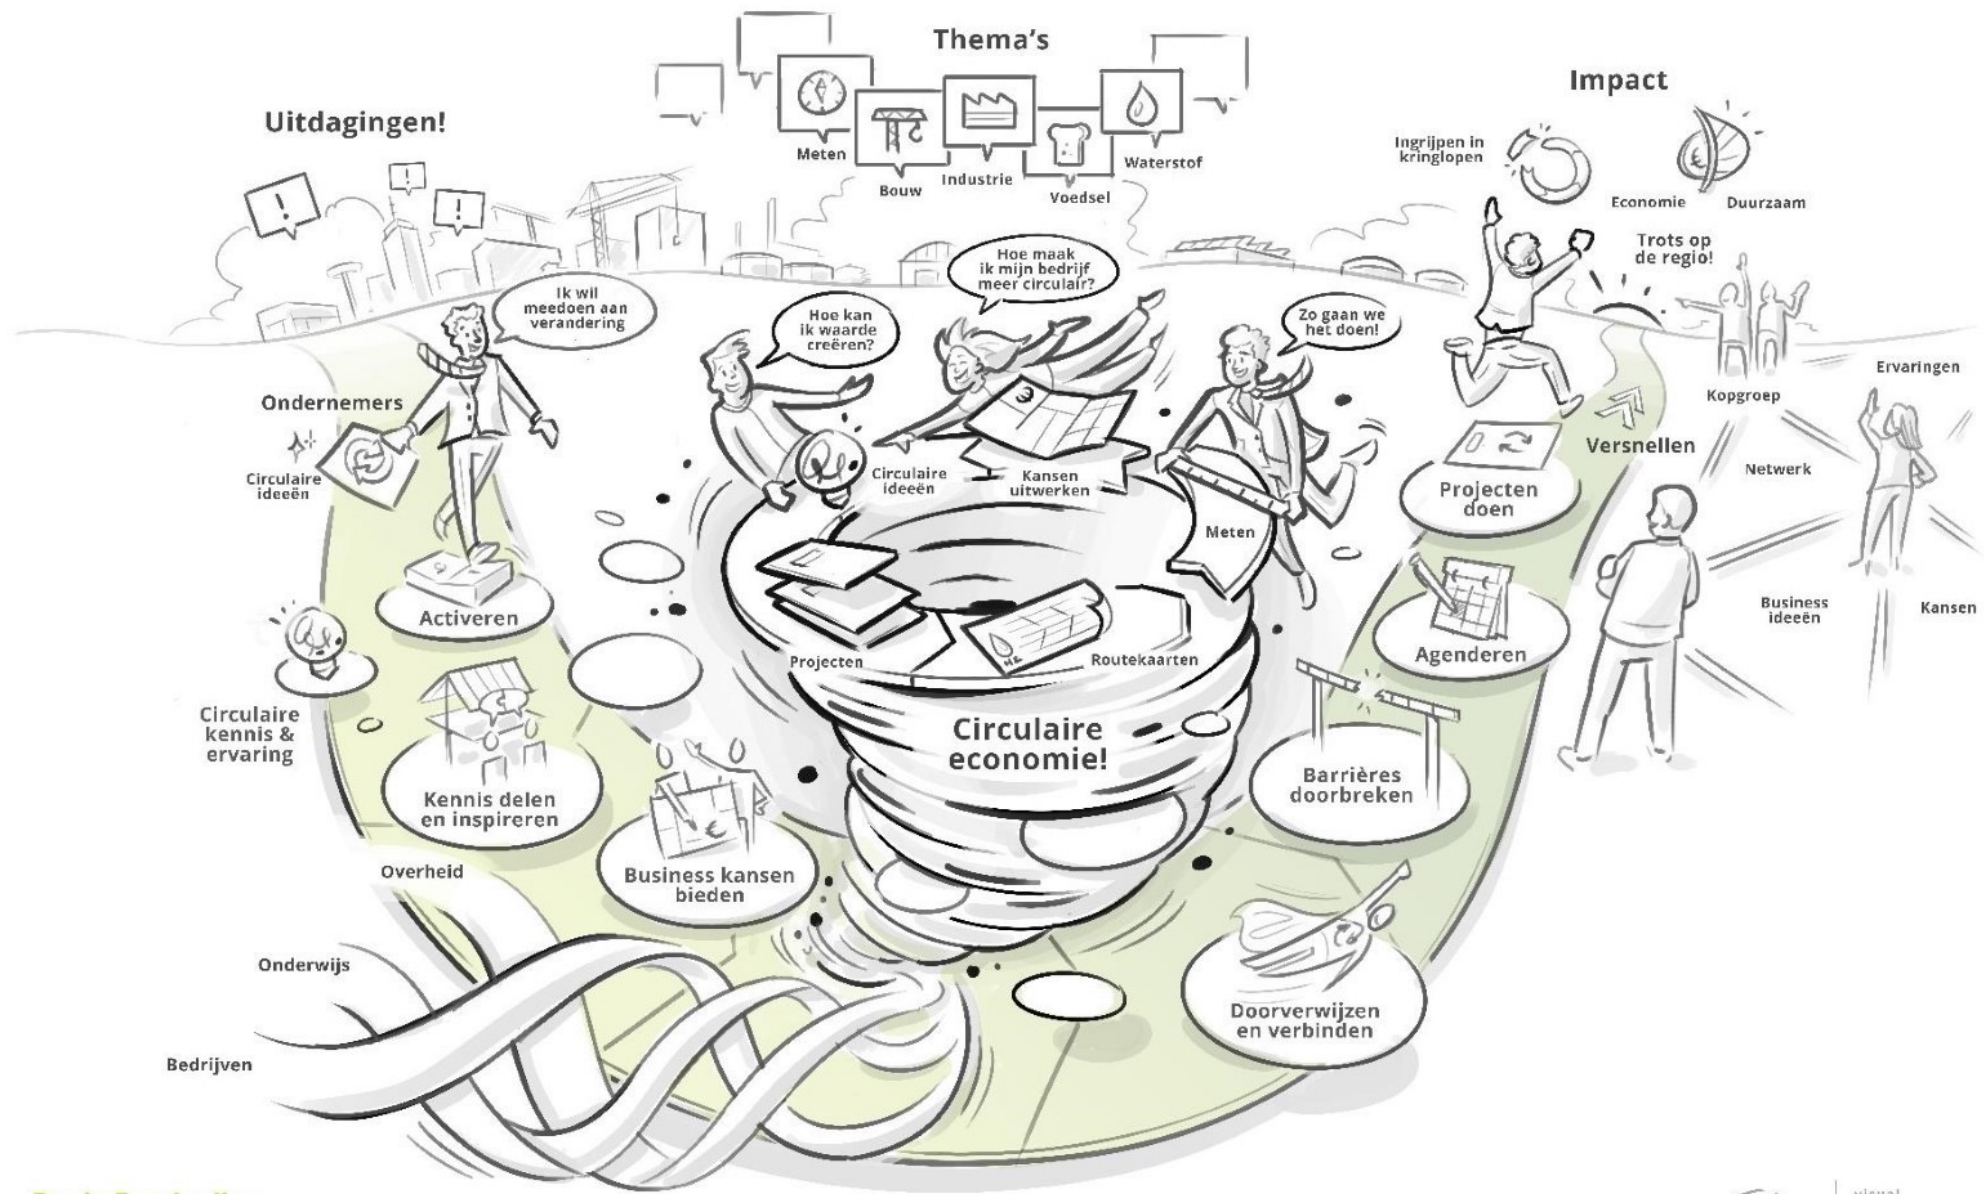 Thema's
Impact
Uitdagingen!
Meten
Bouw
Industrie
Voedsel
Waterstof
Ingrijpen in
kringlopen
Economie
Duurzaam
Trots op
de regio!
Ik wil
meedoen aan
verandering
Hoe kan
ik waarde
creëren?
Hoe maak
ik mijn bedrijf
meer circulair?
Zo gaan we
het doen!
Ondernemers
Circulaire
ideeën
Circulaire
ideeën
Kansen
uitwerken
Meten
Versnellen
Kopgroep
Ervaringen
Netwerk
Business
ideeën
Kansen
Projecten
doen
Activeren
Agenderen
Projecten
Routekaarten
Circulaire
kennis &
ervaring
Circulaire
economie!
Kennis delen
en inspireren
Business kansen
bieden
Barrières
doorbreken
Overheid
Onderwijs
Bedrijven
Doorverwijzen
en verbinden